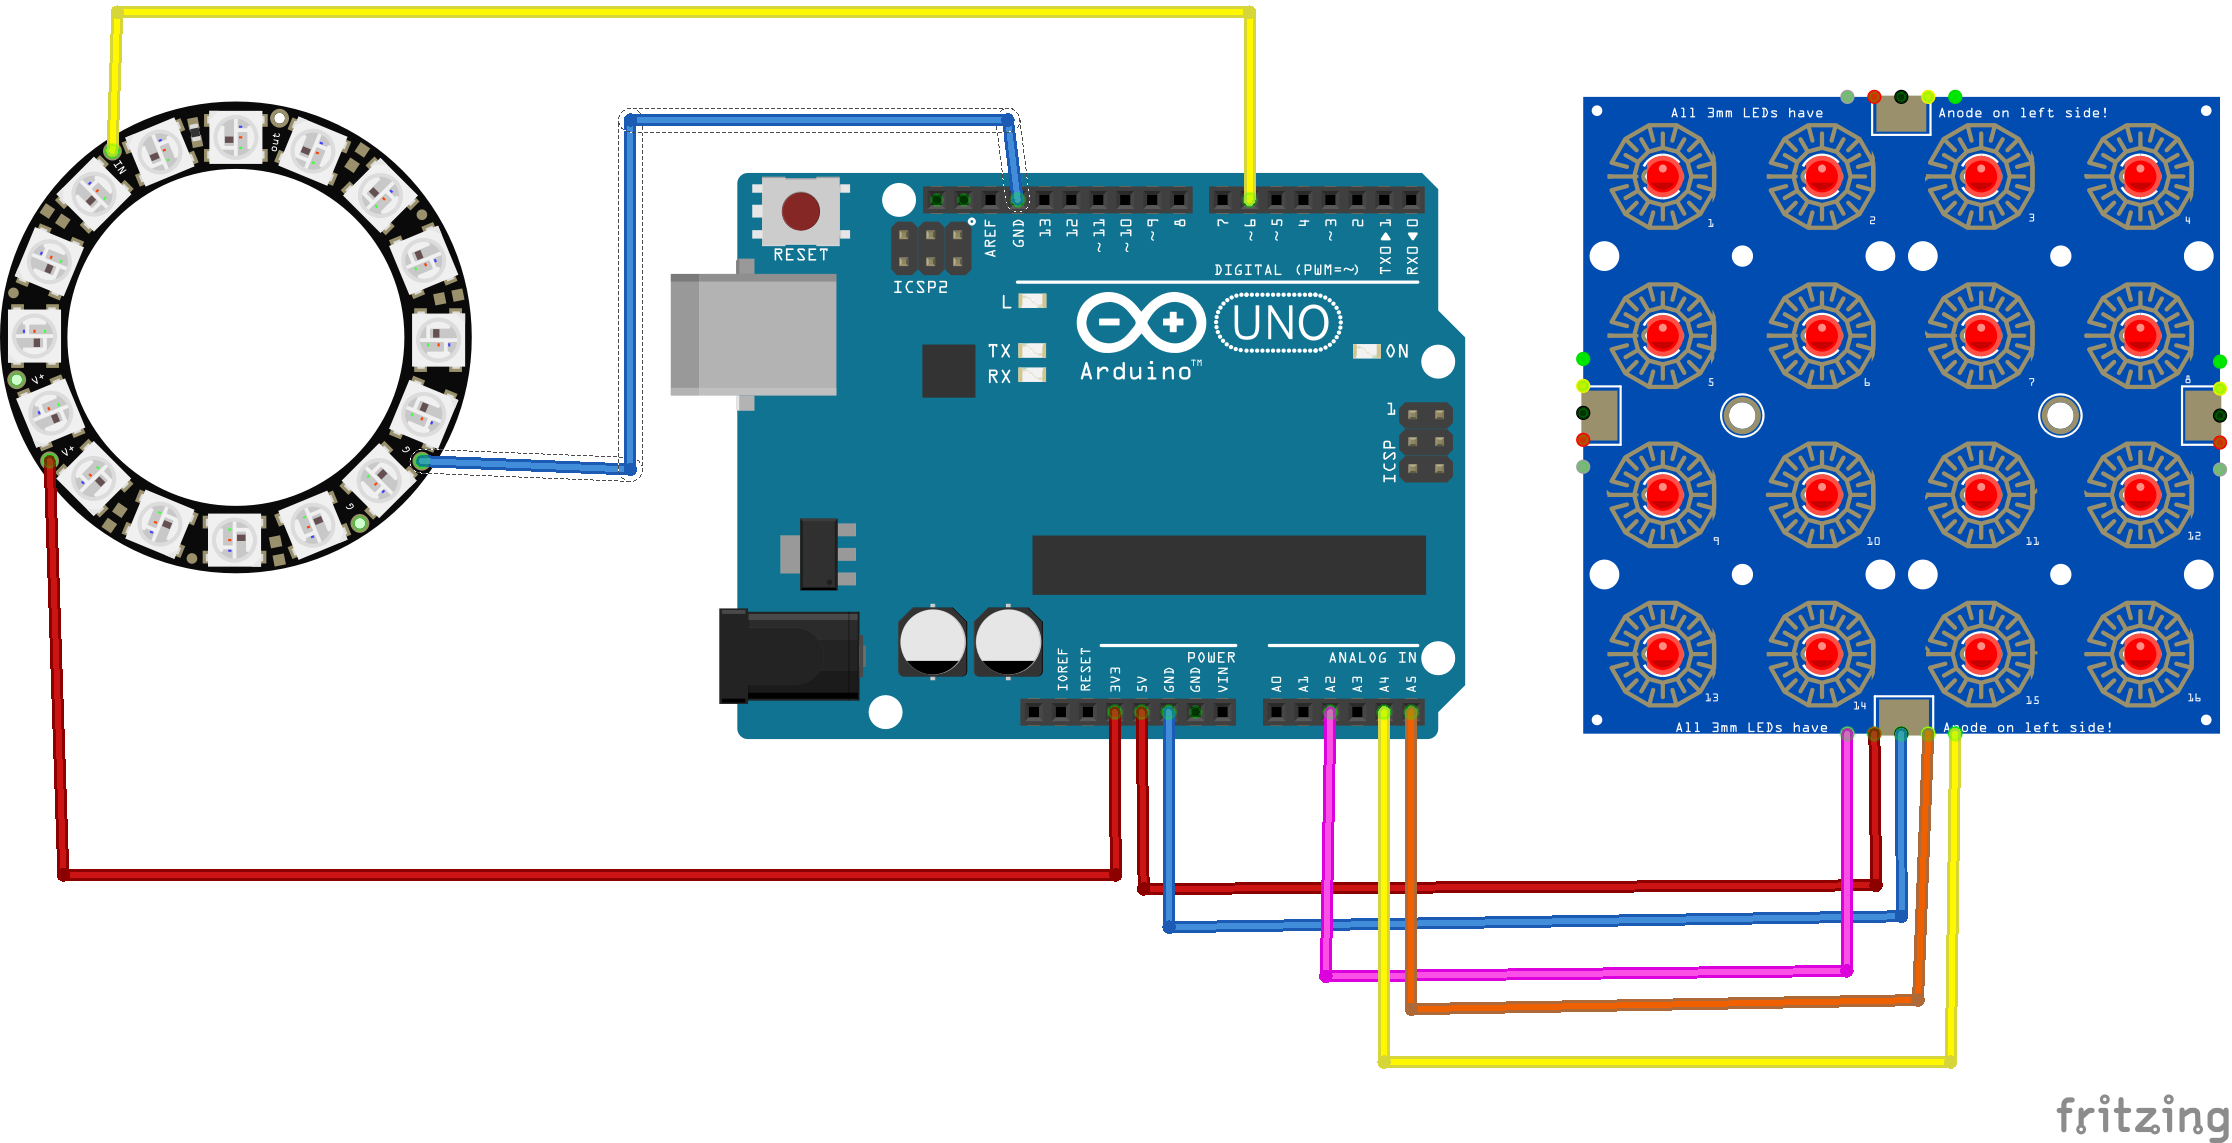 IN
OUT
V+
V+
G
G
RESET
ICSP2
AREF
GND
13
12
~11
~10
~9
8
7
~6
~5
4
~3
2
TX0 1
RX0 0
DIGITAL (PWM=~)
L
TX
RX
UNO
ON
Arduino™
1
ICSP
POWER
ANALOG IN
IOREF
RESET
3V3
5V
GND
GND
VIN
A0
A1
A2
A3
A4
A5
All 3mm LEDs have
Anode on left side!
1
2
3
4
5
6
7
8
9
10
11
12
13
14
15
16
All 3mm LEDs have
Anode on left side!
fritzing